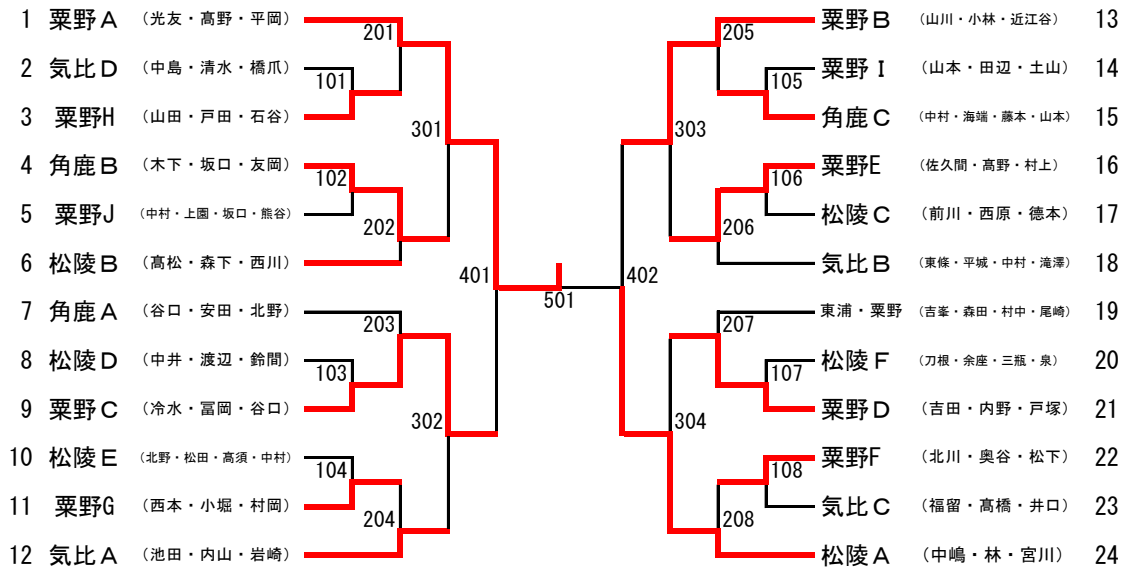 1 粟野A （光友・髙野・平岡）
2 気比D （中島・清水・橋爪）
3 粟野H （山田・戸田・石谷）
4 角鹿B （木下・坂口・友岡）
5 粟野J （中村・上園・坂口・熊谷）
6 松陵B （髙松・森下・西川）
7 角鹿A （谷口・安田・北野）
8 松陵D （中井・渡辺・鈴間）
9 粟野C （冷水・冨岡・谷口）
10 松陵E （北野・松田・高須・中村）
11 粟野G （西本・小堀・村岡）
12 気比A （池田・内山・岩崎）
201
101
301
102
202
401
203
103
302
104
204
501
205
105
303
106
206
402
207
107
304
108
208
粟野B （山川・小林・近江谷） 13
粟野I （山本・田辺・土山） 14
角鹿C （中村・海端・藤本・山本） 15
粟野E （佐久間・髙野・村上） 16
松陵C （前川・西原・德本） 17
気比B （東條・平城・中村・滝澤） 18
東浦・粟野 （吉峯・森田・村中・尾崎） 19
松陵F （刀根・余座・三瓶・泉） 20
粟野D （吉田・内野・戸塚） 21
粟野F （北川・奥谷・松下） 22
気比C （福留・髙橋・井口） 23
松陵A （中嶋・林・宮川） 24